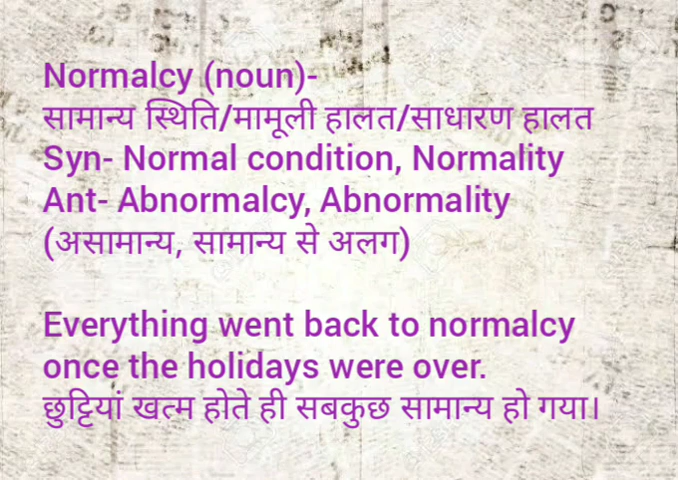 Normalcy (noun)-
सामान्य स्थिति/मामूली हालत/साधारण हालत
Syn- Normal condition, Normality
Ant- Abnormalcy, Abnormality
(असामान्य, सामान्य से अलग)
Everything went back to normalcy
once the holidays were over.
छुट्टियां खत्म होते ही सबकुछ सामान्य हो गया।